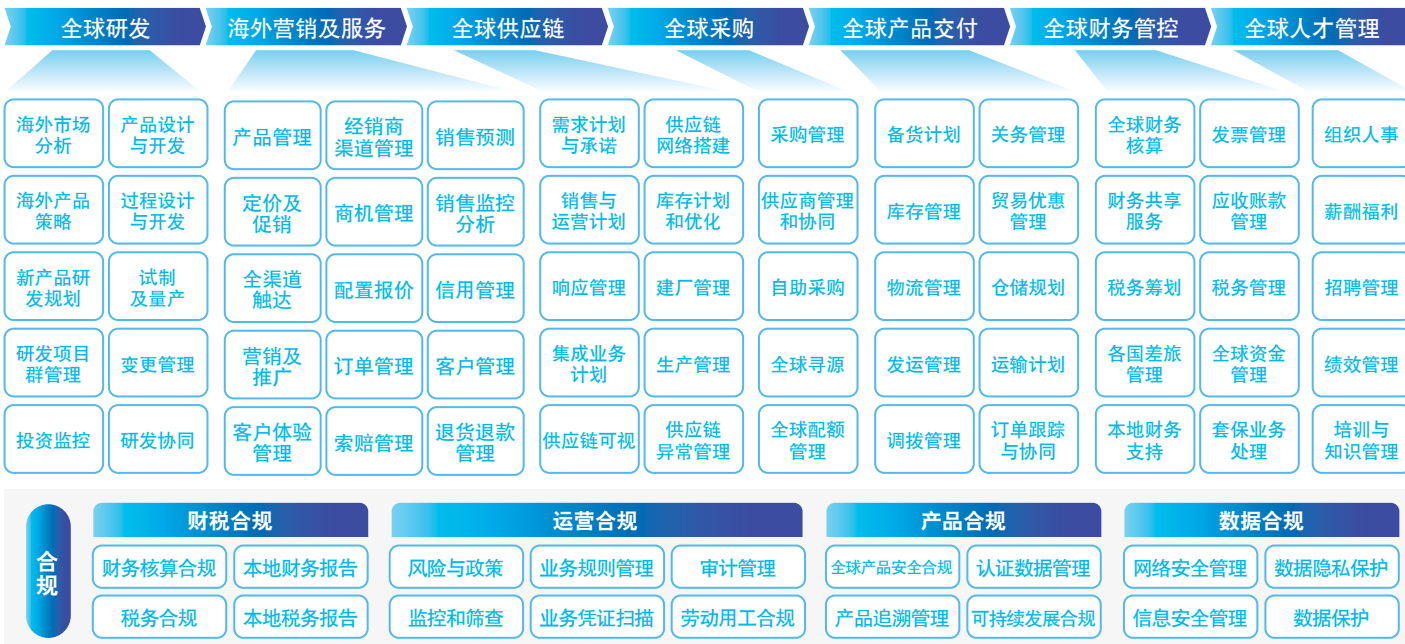 全球研发
海外营销及服务
全球供应链
全球采购
全球产品交付
全球财务管控
全球人才管理
海外市场
分析
产品设计
与开发
海外产品
策略
过程设计
与开发
新产品研
发规划
试制
及量产
研发项目
群管理
变更管理
投资监控
研发协同
产品管理
经销商
渠道管理
销售预测
定价及
促销
商机管理
销售监控
分析
全渠道
触达
配置报价
信用管理
营销及
推广
订单管理
客户管理
客户体验
管理
索赔管理
退货退款
管理
需求计划
与承诺
供应链
网络搭建
销售与
运营计划
库存计划
和优化
响应管理
建厂管理
集成业务
计划
生产管理
供应链可视
供应链
异常管理
采购管理
供应商管理
和协同
自助采购
全球寻源
全球配额
管理
备货计划
关务管理
库存管理
贸易优惠
管理
物流管理
仓储规划
发运管理
运输计划
调拨管理
订单跟踪
与协同
全球财务
核算
发票管理
财务共享
服务
应收账款
管理
税务筹划
税务管理
各国差旅
管理
全球资金
管理
本地财务
支持
套保业务
处理
组织人事
薪酬福利
招聘管理
绩效管理
培训与
知识管理
合
规
财税合规
财务核算合规
本地财务报告
税务合规
本地税务报告
运营合规
风险与政策
业务规则管理
审计管理
监控和筛查
业务凭证扫描
劳动用工合规
产品合规
全球产品安全合规
认证数据管理
产品追溯管理
可持续发展合规
数据合规
网络安全管理
数据隐私保护
信息安全管理
数据保护